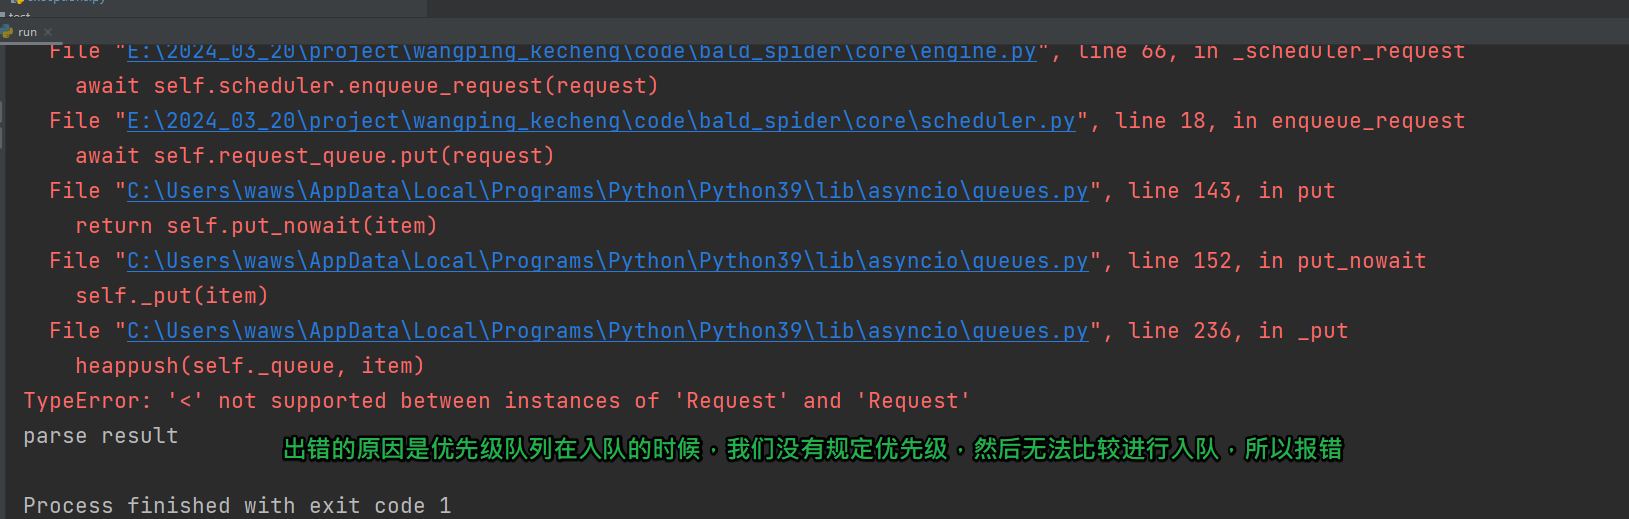 run
File "E:\2024_03_20\project\wangping_kecheng\code\bald_spider\core\engine.py", line 66, in _scheduler_request
await self.scheduler.enqueue_request(request)
File "E:\2024_03_20\project\wangping_kecheng\code\bald_spider\core\scheduler.py", line 18, in enqueue_request
await self.request_queue.put(request)
File "C:\Users\waws\AppData\Local\Programs\Python\Python39\lib\asyncio\queues.py", line 143, in put
return self.put_nowait(item)
File "C:\Users\waws\AppData\Local\Programs\Python\Python39\lib\asyncio\queues.py", line 152, in put_nowait
self._put(item)
File "C:\Users\waws\AppData\Local\Programs\Python\Python39\lib\asyncio\queues.py", line 236, in _put
heappush(self._queue, item)
TypeError: '<' not supported between instances of 'Request' and 'Request'
parse result
出错的原因是优先级队列在入队的时候，我们没有规定优先级，然后无法比较进行入队，所以报错
Process finished with exit code 1